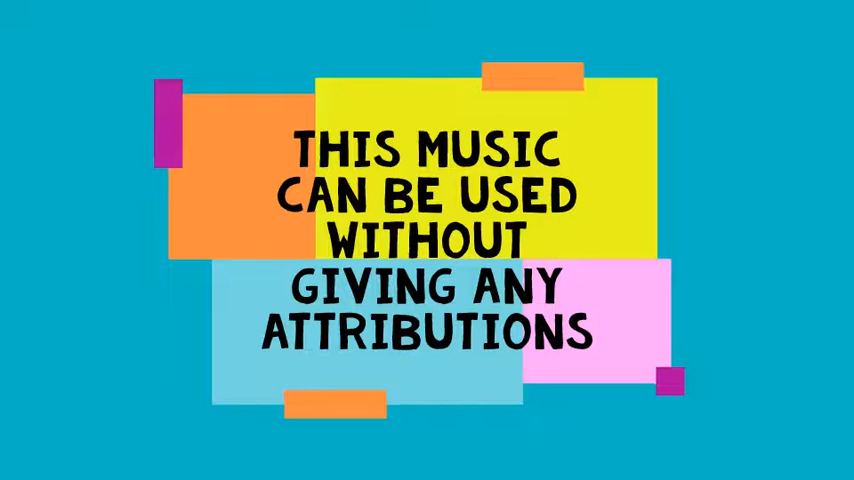 THIS MUSIC
CAN BE USED
WITHOUT
GIVING ANY
ATTRIBUTIONS